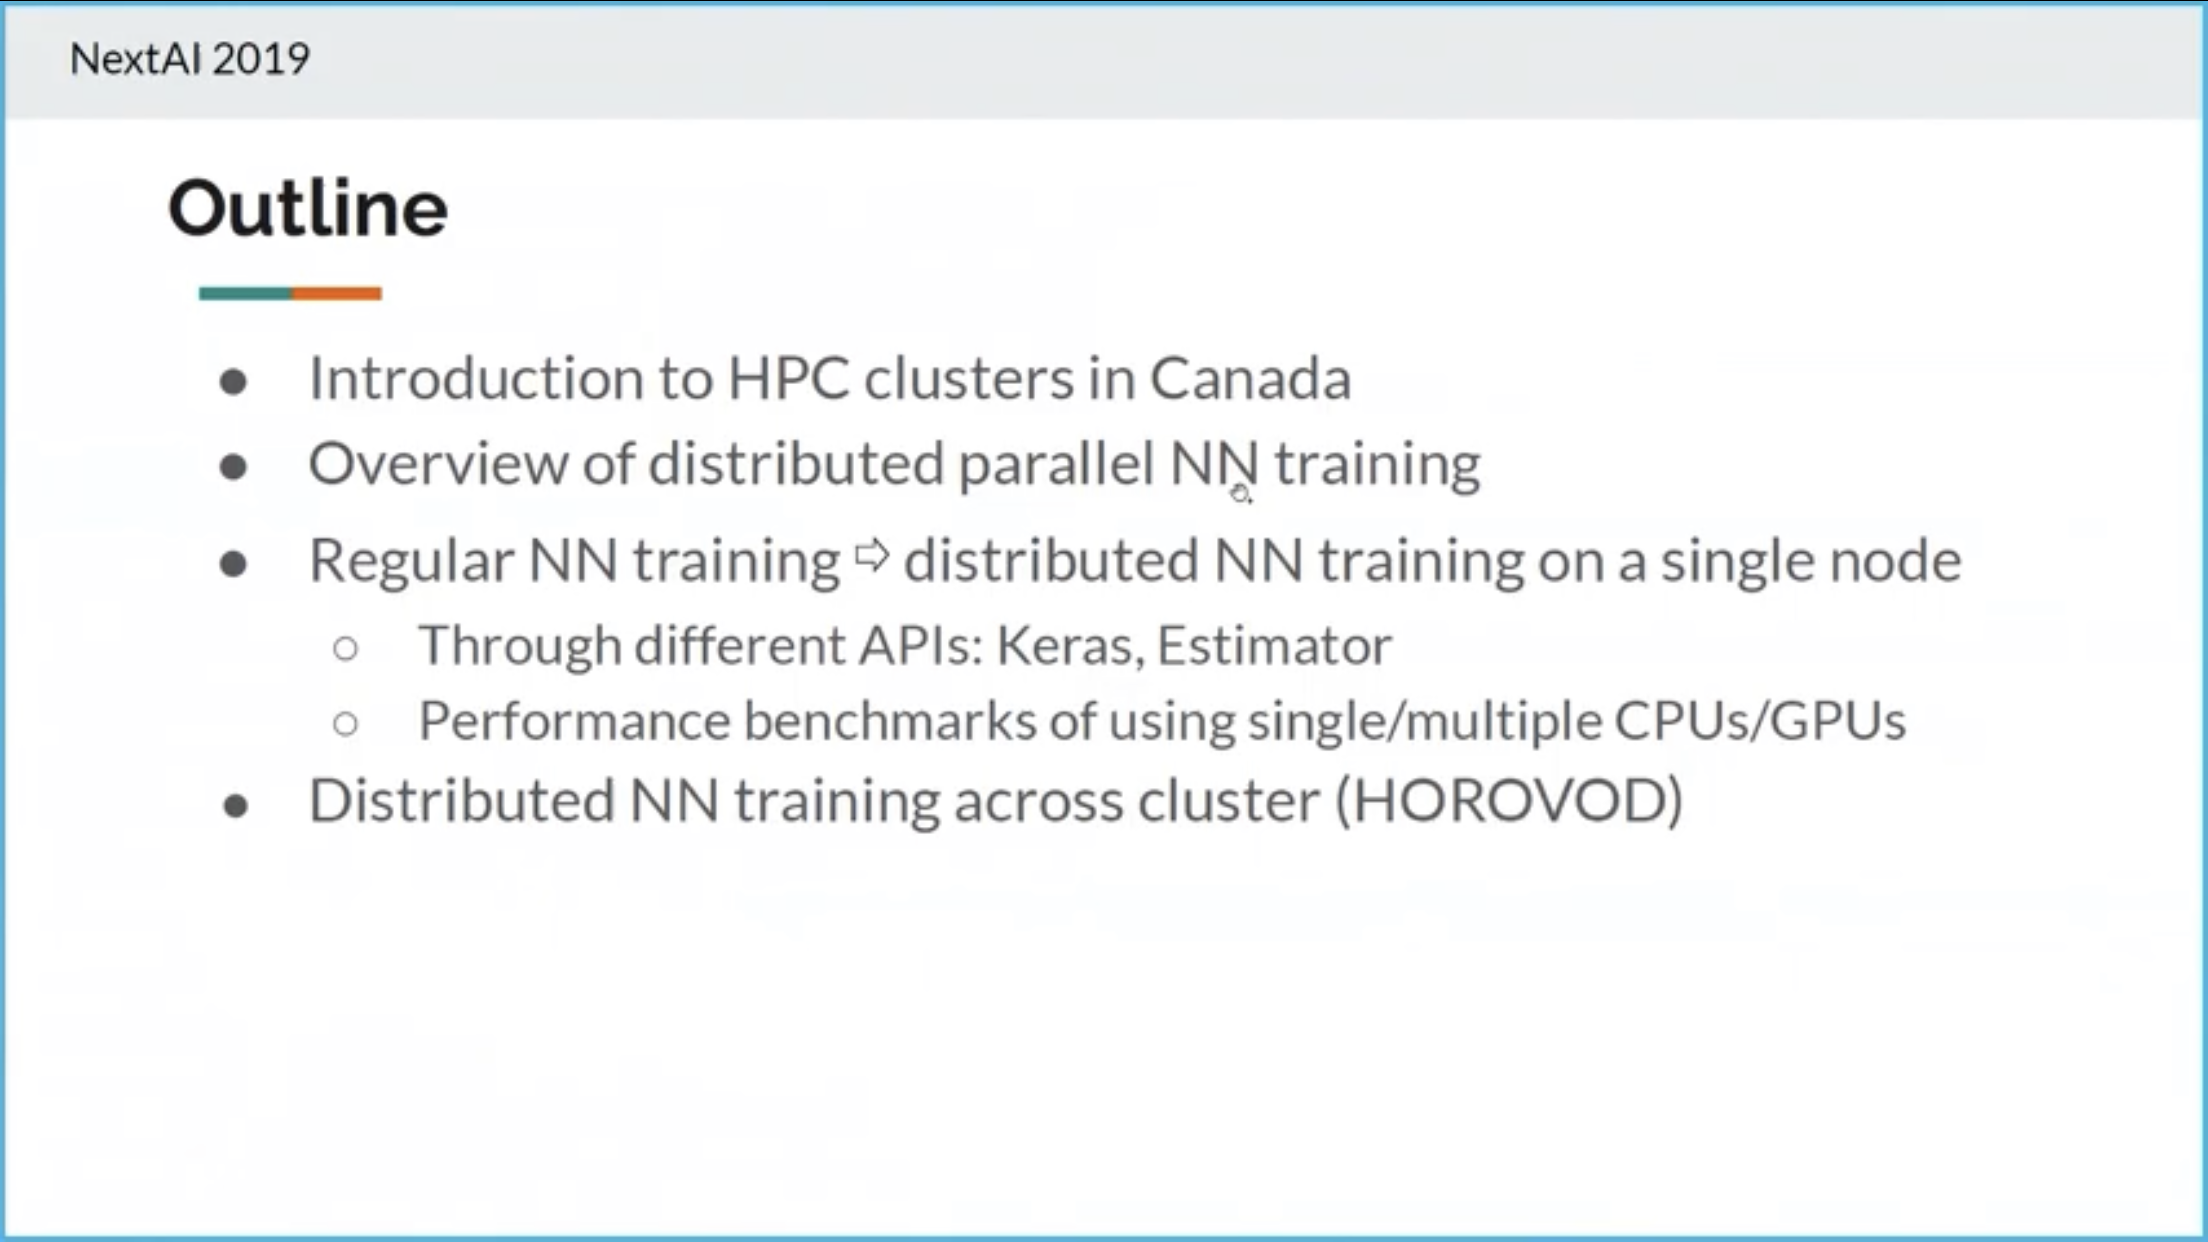 NextAI 2019
Outline
● Introduction to HPC clusters in Canada
● Overview of distributed parallel NN training
● Regular NN training ⇨ distributed NN training on a single node
○ Through different APIs: Keras, Estimator
○ Performance benchmarks of using single/multiple CPUs/GPUs
● Distributed NN training across cluster (HOROVOD)